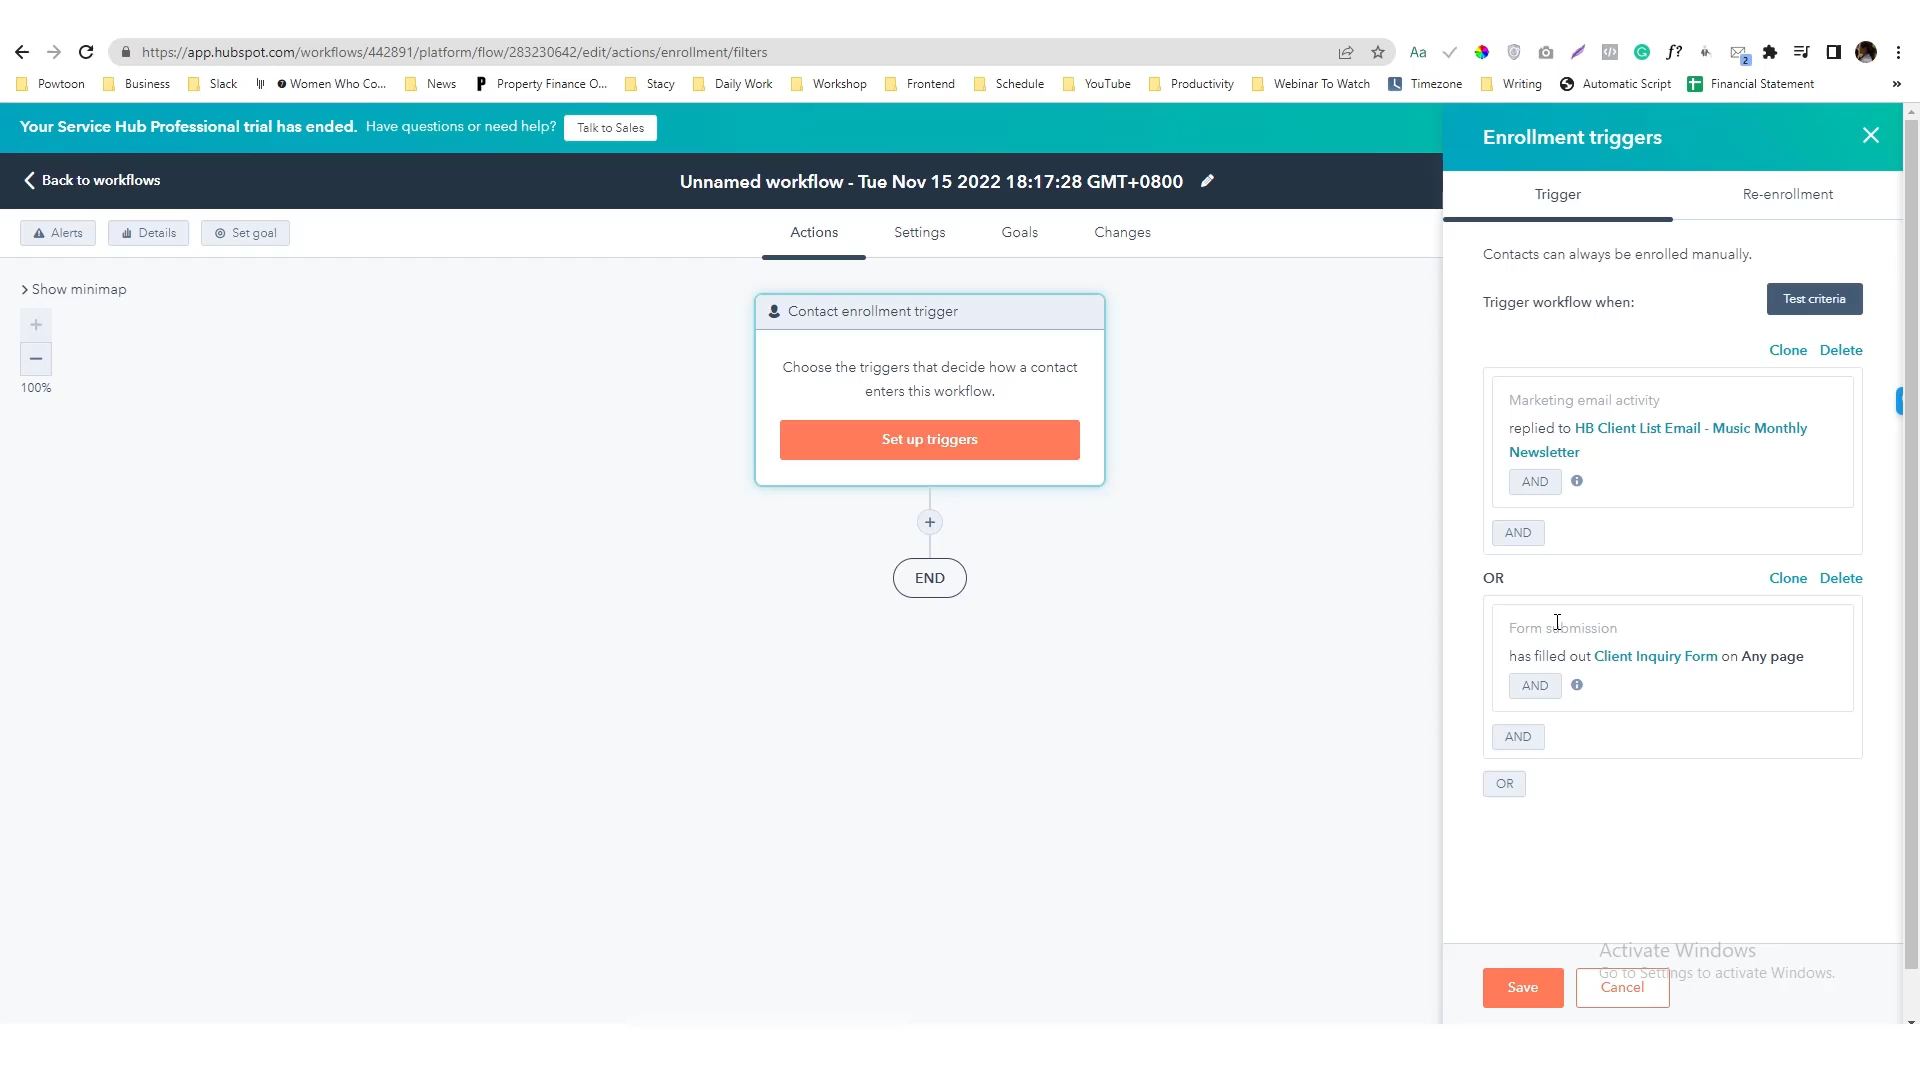 https://app.hubspot.com/workflows/442891/platform/flow/283230642/edit/actions/enrollment/filters
Aa
f?
2
Powtoon
Business
Slack
Women Who Co...
News
Property Finance O...
Stacy
Daily Work
Workshop
Frontend
Schedule
YouTube
Productivity
Webinar To Watch
Timezone
Writing
Automatic Script
Financial Statement
»
Your Service Hub Professional trial has ended. Have questions or need help? Talk to Sales
Back to workflows
Unnamed workflow - Tue Nov 15 2022 18:17:28 GMT+0800
Alerts
Details
Set goal
Actions
Settings
Goals
Changes
Show minimap
+
−
100%
Contact enrollment trigger
Choose the triggers that decide how a contact
enters this workflow.
Set up triggers
+
END
Enrollment triggers
Trigger
Re-enrollment
Contacts can always be enrolled manually.
Trigger workflow when:
Test criteria
Clone Delete
Marketing email activity
replied to HB Client List Email - Music Monthly
Newsletter
AND
AND
OR
Clone Delete
Form submission
has filled out Client Inquiry Form on Any page
AND
AND
OR
Activate Windows
Go to Settings to activate Windows.
Save
Cancel